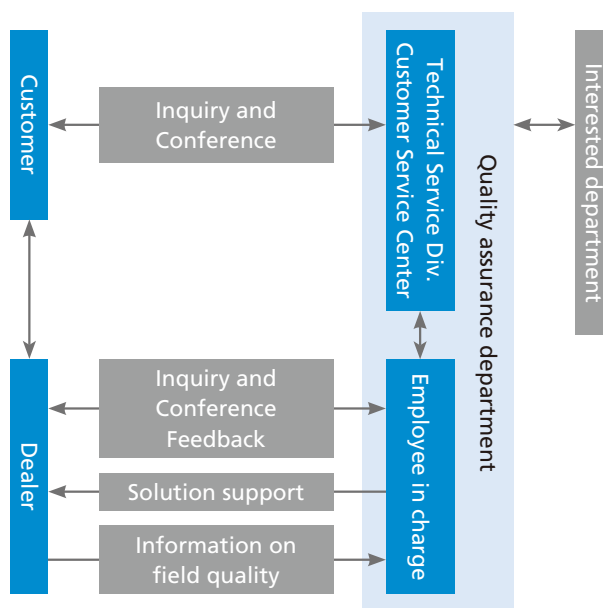 Customer
Inquiry and
Conference
Technical Service Div.
Customer Service Center
Quality assurance department
Interested department
Dealer
Inquiry and
Conference
Feedback
Solution support
Information on
field quality
Employee in charge